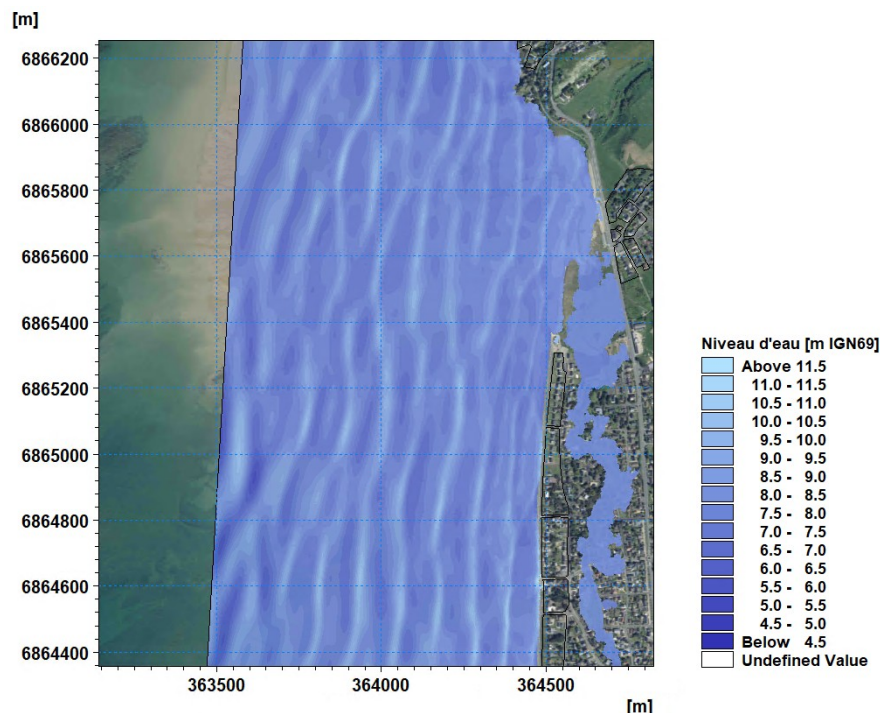 [m]
6866200
6866000
6865800
6865600
6865400
6865200
6865000
6864800
6864600
6864400
363500 364000 364500
[m]
Niveau d'eau [m IGN69]
Above 11.5
11.0 - 11.5
10.5 - 11.0
10.0 - 10.5
9.5 - 10.0
9.0 - 9.5
8.5 - 9.0
8.0 - 8.5
7.5 - 8.0
7.0 - 7.5
6.5 - 7.0
6.0 - 6.5
5.5 - 6.0
5.0 - 5.5
4.5 - 5.0
Below 4.5
Undefined Value